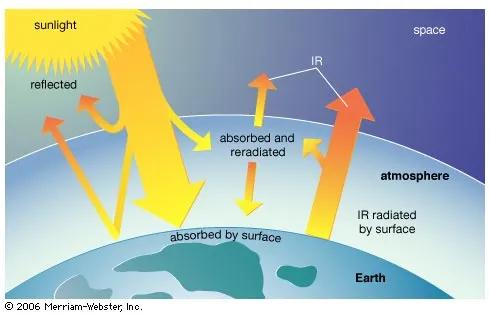 sunlight
space
IR
reflected
absorbed and
reradiated
atmosphere
IR radiated
by surface
absorbed by surface
Earth
© 2006 Merriam-Webster, Inc.